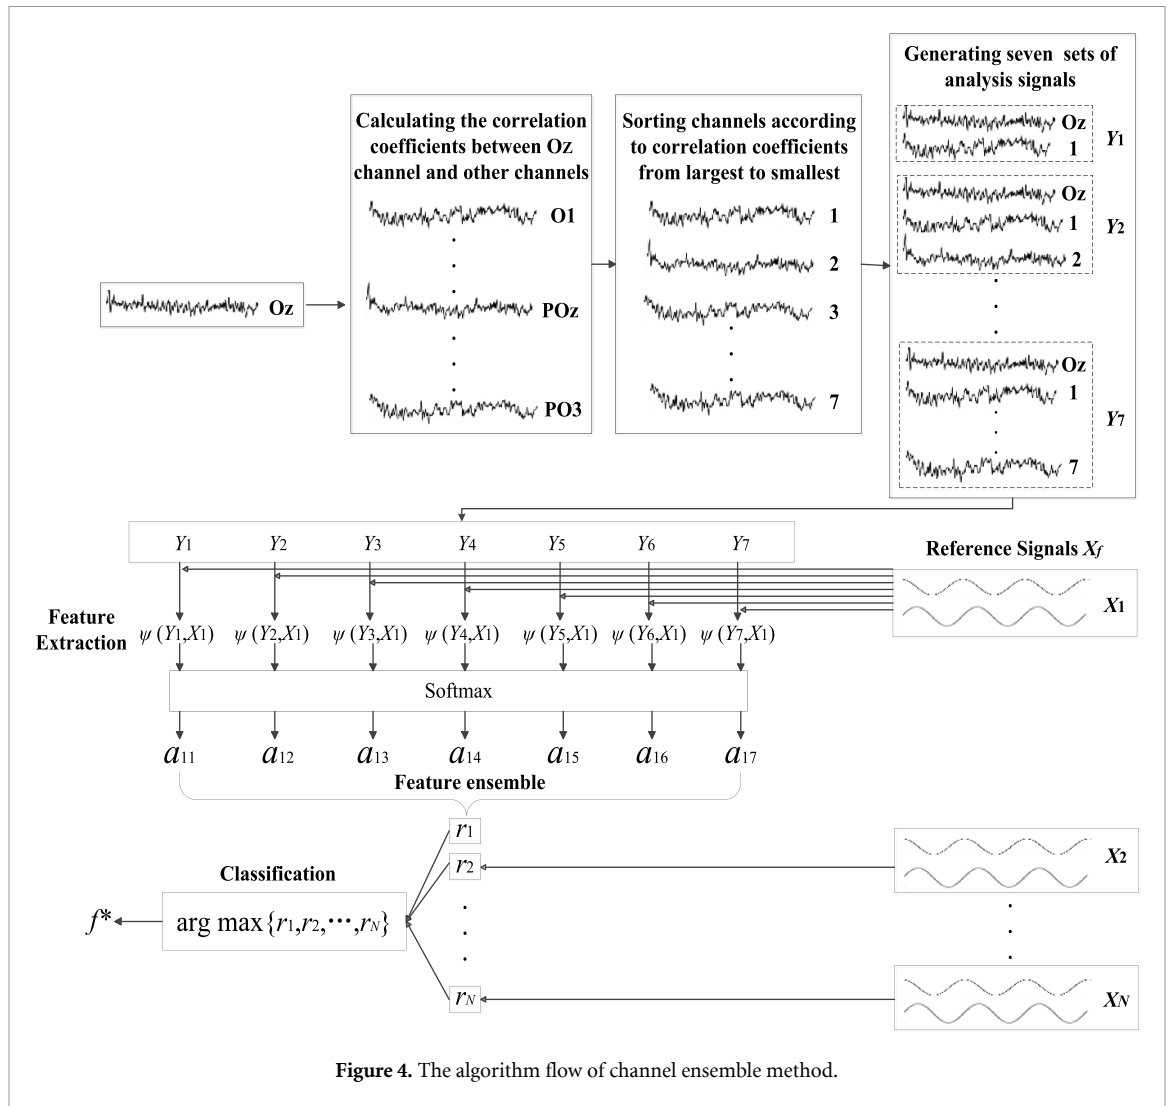 Generating seven sets of
analysis signals
Oz
1
Y1
Oz
1
2
Y2
Oz
1
7
Y7
Calculating the correlation
coefficients between Oz
channel and other channels
O1
POz
PO3
Sorting channels according
to correlation coefficients
from largest to smallest
1
2
3
7
Oz
Y1 Y2 Y3 Y4 Y5 Y6 Y7
Reference Signals Xf
X1
Feature
Extraction
ψ (Y1,X1) ψ (Y2,X1) ψ (Y3,X1) ψ (Y4,X1) ψ (Y5,X1) ψ (Y6,X1) ψ (Y7,X1)
Softmax
a11 a12 a13 a14 a15 a16 a17
Feature ensemble
r1
r2
rN
X2
XN
Classification
arg max{r1,r2,⋯,rN}
f*
Figure 4. The algorithm flow of channel ensemble method.